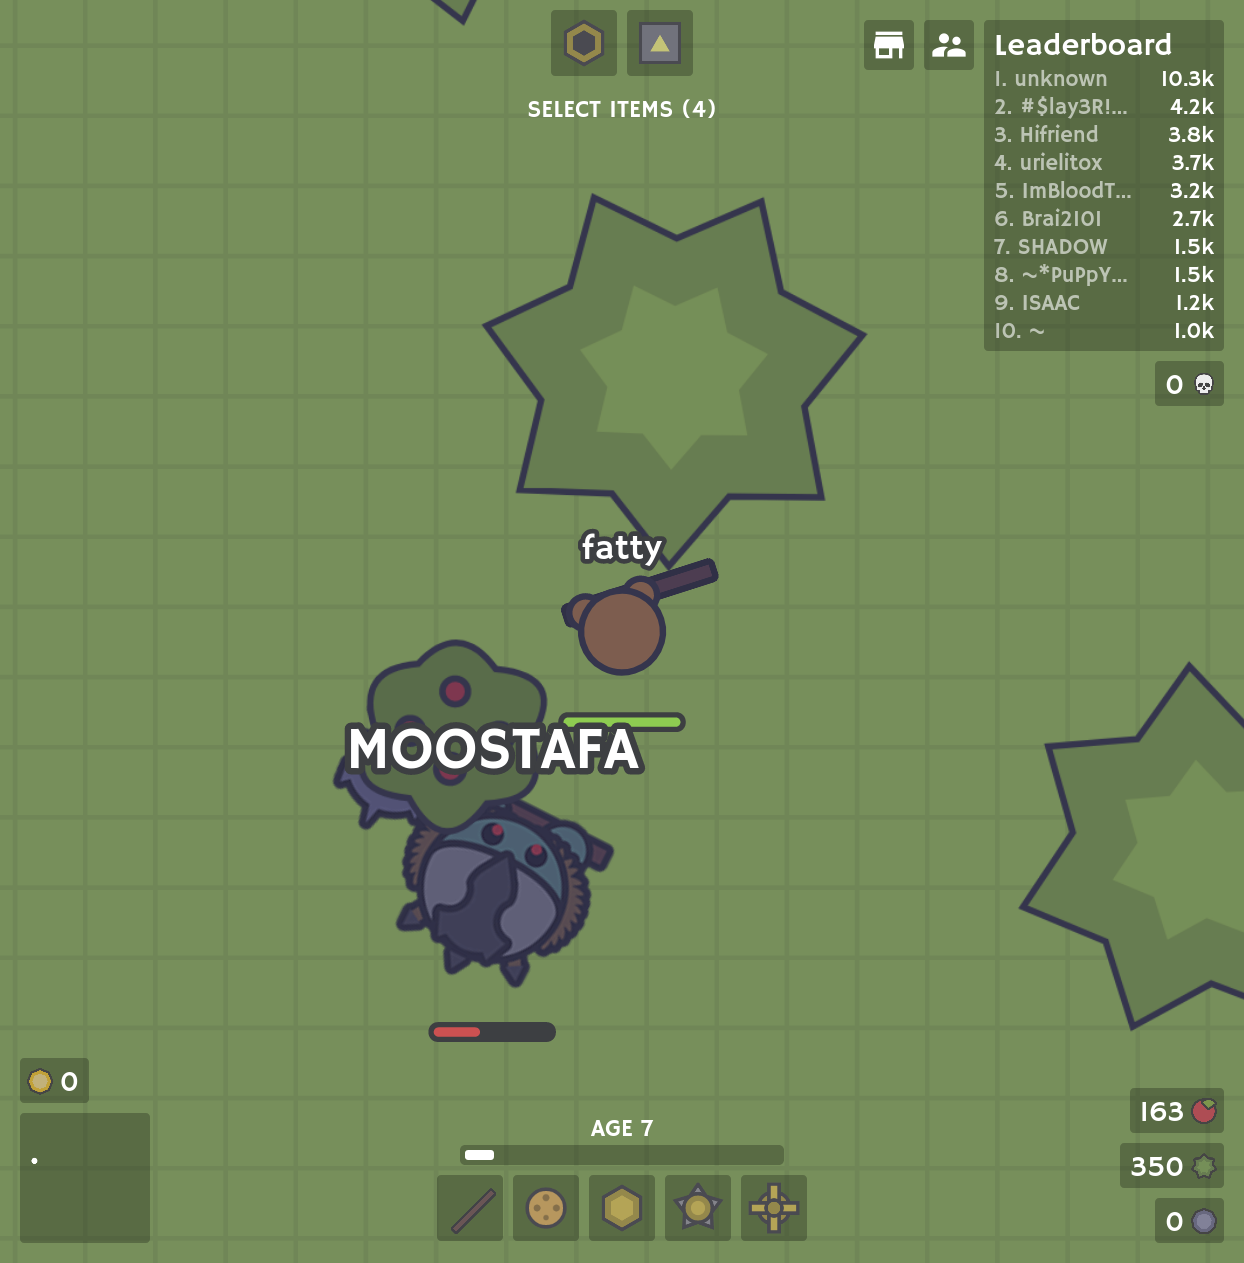 SELECT ITEMS (4)
Leaderboard
1. unknown 10.3k
2. #$lay3R!... 4.2k
3. Hifriend 3.8k
4. urielitox 3.7k
5. ImBloodT... 3.2k
6. Brai2101 2.7k
7. SHADOW 1.5k
8. ~*PuPpY... 1.5k
9. ISAAC 1.2k
10. ~ 1.0k
0
fatty
MOOSTAFA
0
AGE 7
163
350
0